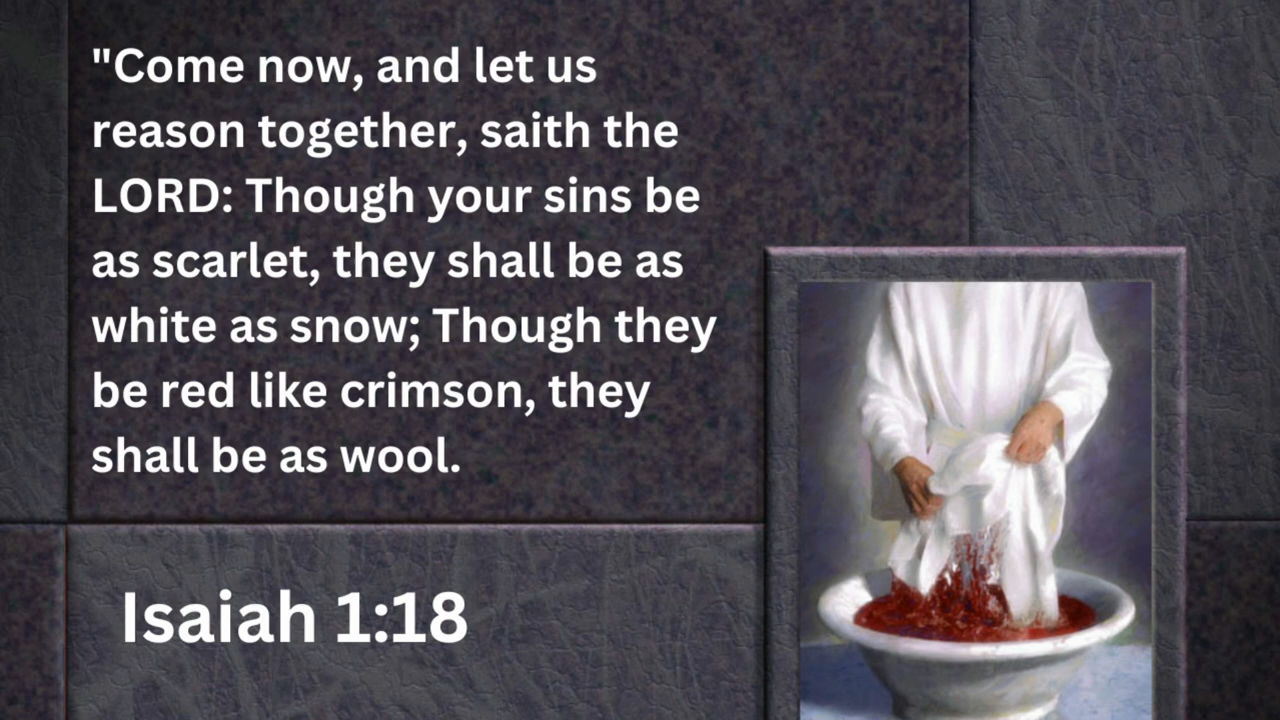 "Come now, and let us
reason together, saith the
LORD: Though your sins be
as scarlet, they shall be as
white as snow; Though they
be red like crimson, they
shall be as wool.
Isaiah 1:18